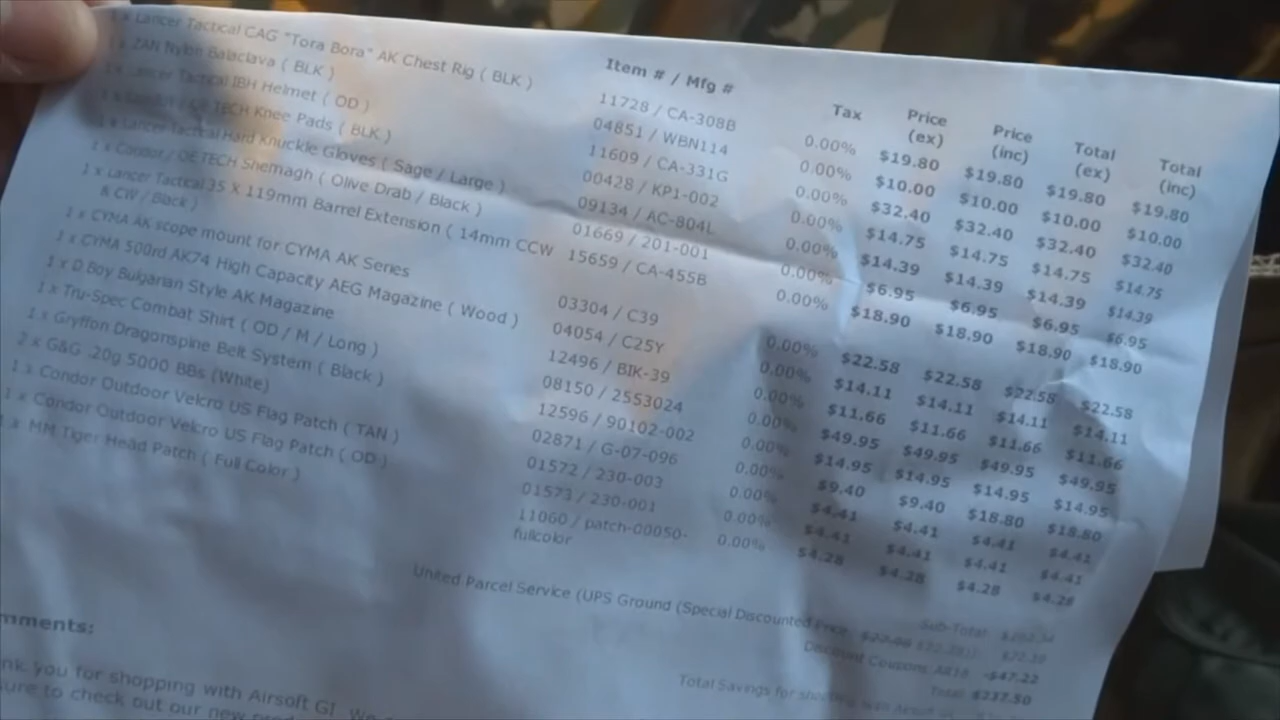 1 x Lancer Tactical CAG "Tora Bora" AK Chest Rig ( BLK )
1 x ZAN Nylon Balaclava ( BLK )
1 x Lancer Tactical IBH Helmet ( OD )
OE TECH Knee Pads ( BLK )
1 x Lancer Tactical Hard Knuckle Gloves ( Sage / Large )
1 x Condor / OE TECH Shemagh ( Olive Drab / Black )
1 x Lancer Tactical 35 X 119mm Barrel Extension ( 14mm CCW
& CW / Black )
1 x CYMA AK scope mount for CYMA AK Series
1 x CYMA 500rd AK74 High Capacity AEG Magazine ( Wood )
1 x D Boy Bulgarian Style AK Magazine
1 x Tru-Spec Combat Shirt ( OD / M / Long )
1 x Gryffon Dragonspine Belt System ( Black )
2 x G&G .20g 5000 BBs (White)
1 x Condor Outdoor Velcro US Flag Patch ( TAN )
1 x Condor Outdoor Velcro US Flag Patch ( OD )
x MM Tiger Head Patch ( Full Color )
Item # / Mfg #
11728 / CA-308B
04851 / WBN114
11609 / CA-331G
00428 / KP1-002
09134 / AC-804L
01669 / 201-001
15659 / CA-455B
03304 / C39
04054 / C25Y
12496 / BIK-39
08150 / 2553024
12596 / 90102-002
02871 / G-07-096
01572 / 230-003
01573 / 230-001
11060 / patch-00050-
fullcolor
Tax Price (ex) Price (inc) Total (ex) Total (inc)
0.00% $19.80 $19.80 $19.80 $19.80
0.00% $10.00 $10.00 $10.00 $10.00
0.00% $32.40 $32.40 $32.40 $32.40
0.00% $14.75 $14.75 $14.75 $14.75
0.00% $14.39 $14.39 $14.39 $14.39
0.00% $6.95 $6.95 $6.95 $6.95
0.00% $18.90 $18.90 $18.90 $18.90
0.00% $22.58 $22.58 $22.58 $22.58
0.00% $14.11 $14.11 $14.11 $14.11
0.00% $11.66 $11.66 $11.66 $11.66
0.00% $49.95 $49.95 $49.95 $49.95
0.00% $14.95 $14.95 $14.95 $14.95
0.00% $9.40 $9.40 $18.80 $18.80
0.00% $4.41 $4.41 $4.41 $4.41
0.00% $4.41 $4.41 $4.41 $4.41
0.00% $4.28 $4.28 $4.28 $4.28
Sub-Total:
United Parcel Service (UPS Ground (Special Discounted Price
Discount Coupons: -$47.22
Total: $237.50
Total Savings for
mments:
nk you for shopping with Airsoft GI. We
sure to check out our new